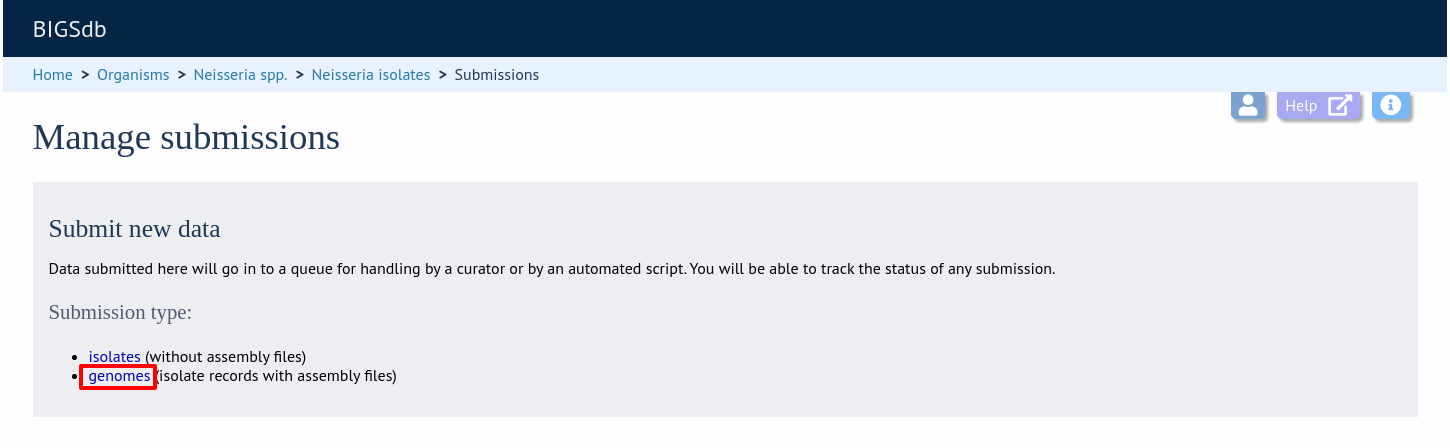 BIGSdb
Home > Organisms > Neisseria spp. > Neisseria isolates > Submissions
Help
Manage submissions
Submit new data
Data submitted here will go in to a queue for handling by a curator or by an automated script. You will be able to track the status of any submission.
Submission type:
• isolates (without assembly files)
• genomes (isolate records with assembly files)